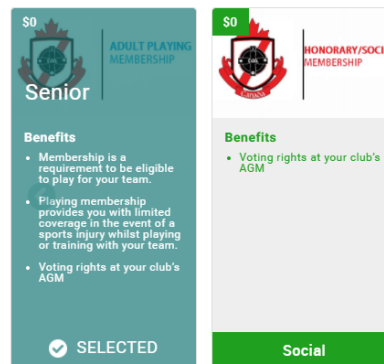 $0
ADULT PLAYING
MEMBERSHIP
Senior
Benefits
• Membership is a
requirement to be eligible
to play for your team.
• Playing membership
provides you with limited
coverage in the event of a
sports injury whilst playing
or training with your team.
• Voting rights at your club's
AGM
SELECTED
$0
HONORARY/SOCI
MEMBERSHIP
Benefits
• Voting rights at your club's
AGM
Social